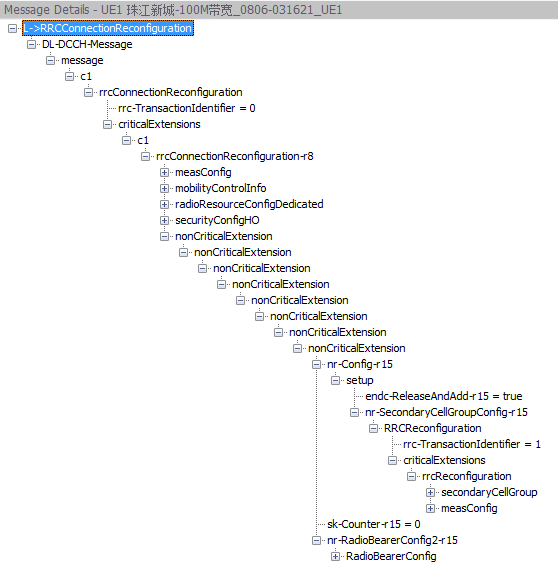 Message Details - UE1 珠江新城-100M带宽_0806-031621_UE1
L->RRCConnectionReconfiguration
DL-DCCH-Message
message
c1
rrcConnectionReconfiguration
rrc-TransactionIdentifier = 0
criticalExtensions
c1
rrcConnectionReconfiguration-r8
measConfig
mobilityControlInfo
radioResourceConfigDedicated
securityConfigHO
nonCriticalExtension
nonCriticalExtension
nonCriticalExtension
nonCriticalExtension
nonCriticalExtension
nonCriticalExtension
nonCriticalExtension
nonCriticalExtension
nr-Config-r15
setup
endc-ReleaseAndAdd-r15 = true
nr-SecondaryCellGroupConfig-r15
RRCReconfiguration
rrc-TransactionIdentifier = 1
criticalExtensions
rrcReconfiguration
secondaryCellGroup
measConfig
sk-Counter-r15 = 0
nr-RadioBearerConfig2-r15
RadioBearerConfig